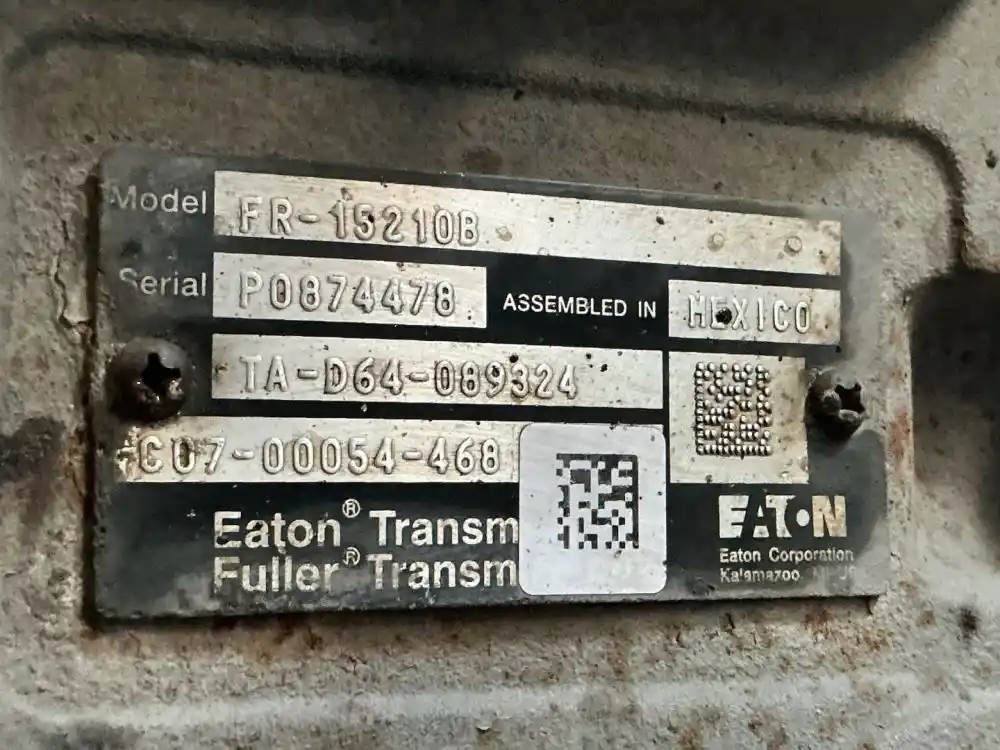 Model FR-15210B
Serial P0874478 ASSEMBLED IN MEXICO
TA-D64-089324
C07-00054-468
Eaton® Transm
Fuller® Transm
EATON
Eaton Corporation
Kalamazoo